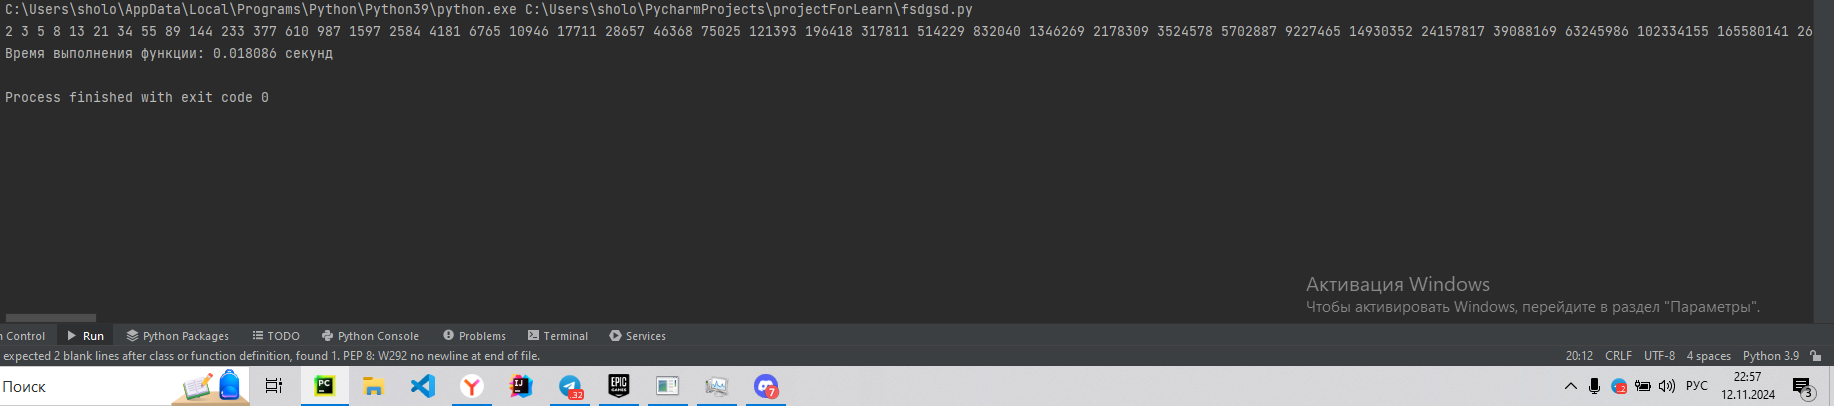 C:\Users\sholo\AppData\Local\Programs\Python\Python39\python.exe C:\Users\sholo\PycharmProjects\projectForLearn\fsdgsd.py
2 3 5 8 13 21 34 55 89 144 233 377 610 987 1597 2584 4181 6765 10946 17711 28657 46368 75025 121393 196418 317811 514229 832040 1346269 2178309 3524578 5702887 9227465 14930352 24157817 39088169 63245986 102334155 165580141 26
Время выполнения функции: 0.018086 секунд
Process finished with exit code 0
Активация Windows
Чтобы активировать Windows, перейдите в раздел "Параметры".
n Control Run Python Packages TODO Python Console Problems Terminal Services
expected 2 blank lines after class or function definition, found 1. PEP 8: W292 no newline at end of file. 20:12 CRLF UTF-8 4 spaces Python 3.9
Поиск PC Y IJ 32 EPIC GAMES 7 2 РУС 22:57
12.11.2024 3